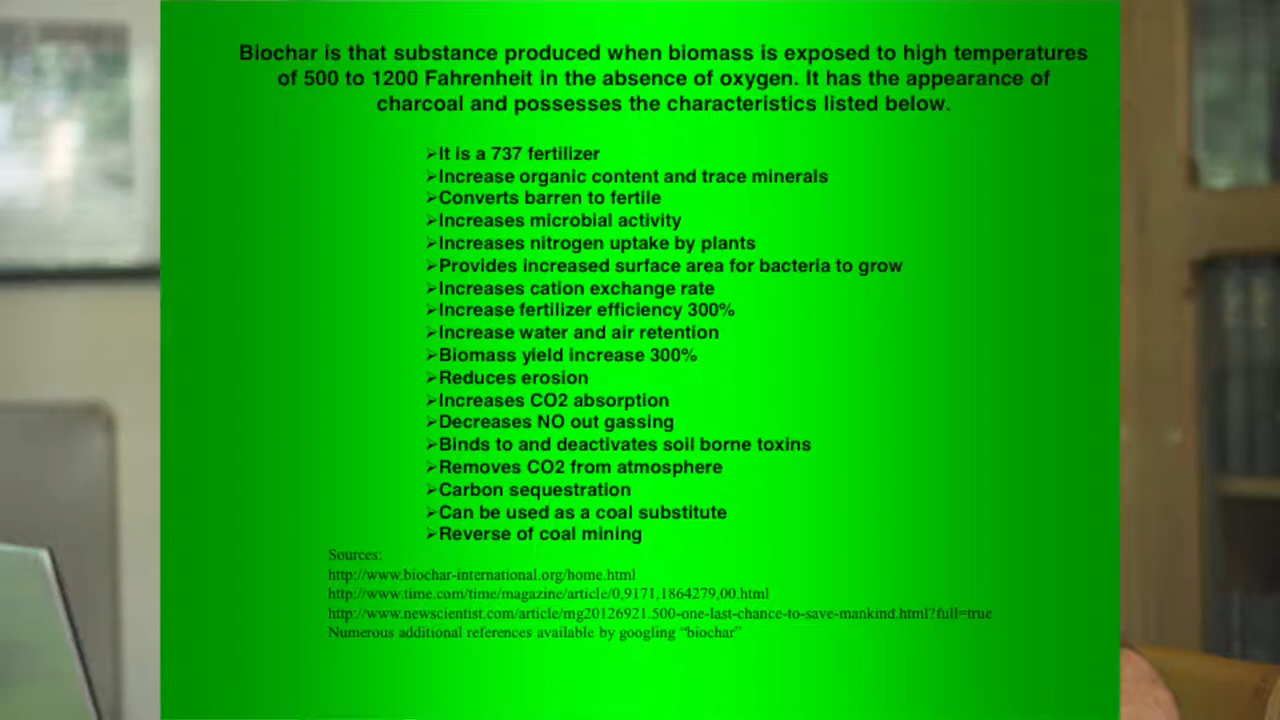 Biochar is that substance produced when biomass is exposed to high temperatures
of 500 to 1200 Fahrenheit in the absence of oxygen. It has the appearance of
charcoal and possesses the characteristics listed below.
➢It is a 737 fertilizer
➢Increase organic content and trace minerals
➢Converts barren to fertile
➢Increases microbial activity
➢Increases nitrogen uptake by plants
➢Provides increased surface area for bacteria to grow
➢Increases cation exchange rate
➢Increase fertilizer efficiency 300%
➢Increase water and air retention
➢Biomass yield increase 300%
➢Reduces erosion
➢Increases CO2 absorption
➢Decreases NO out gassing
➢Binds to and deactivates soil borne toxins
➢Removes CO2 from atmosphere
➢Carbon sequestration
➢Can be used as a coal substitute
➢Reverse of coal mining
Sources:
http://www.biochar-international.org/home.html
http://www.time.com/time/magazine/article/0,9171,1864279,00.html
http://www.newscientist.com/article/mg20126921.500-one-last-chance-to-save-mankind.html?full=true
Numerous additional references available by googling “biochar”